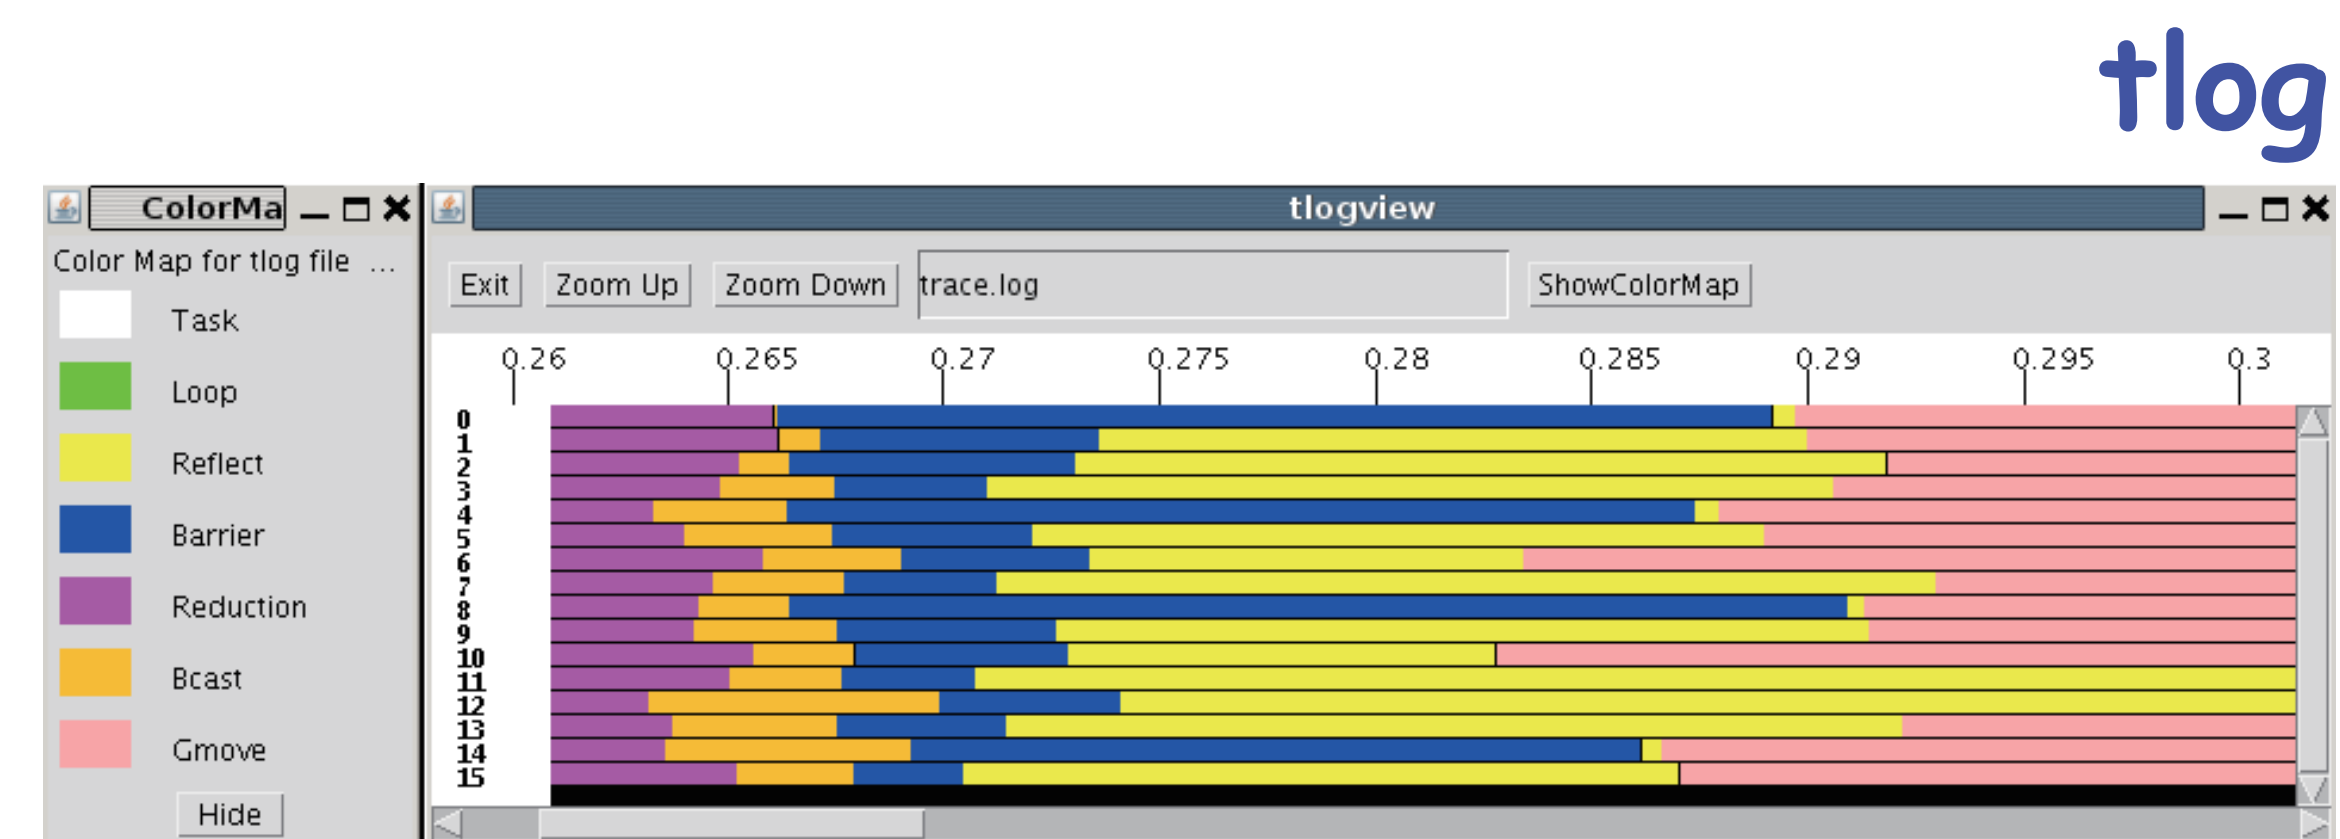 tlog
ColorMa
tlogview
Color Map for tlog file ...
Task
Loop
Reflect
Barrier
Reduction
Bcast
Gmove
Hide
Exit
Zoom Up
Zoom Down
trace.log
ShowColorMap
0.26 0.265 0.27 0.275 0.28 0.285 0.29 0.295 0.3
0
1
2
3
4
5
6
7
8
9
10
11
12
13
14
15